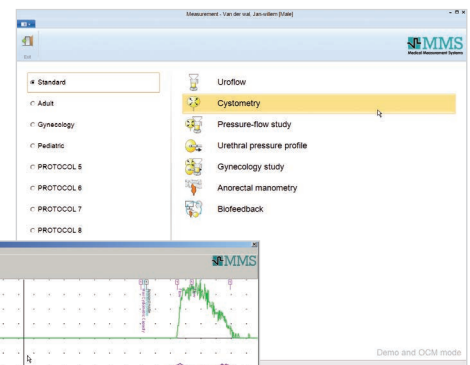 Measurement - Van der wal, Jan-willem [Male]
Exit
MMS
Medical Measurement Systems
Standard
Adult
Gynecology
Pediatric
PROTOCOL 5
PROTOCOL 6
PROTOCOL 7
PROTOCOL 8
Uroflow
Cystometry
Pressure-flow study
Urethral pressure profile
Gynecology study
Anorectal manometry
Biofeedback
MMS
Demo and OCM mode